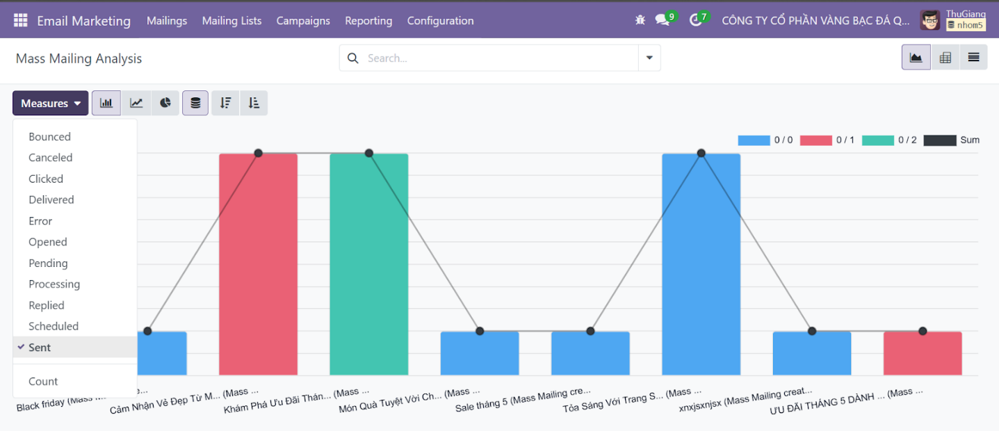 Email Marketing Mailings Mailing Lists Campaigns Reporting Configuration 9 7 CÔNG TY CỔ PHẦN VÀNG BẠC ĐÁ Q... ThuGiang
nhom5
Mass Mailing Analysis Search...
Measures
Bounced
Canceled
Clicked
Delivered
Error
Opened
Pending
Processing
Replied
Scheduled
Sent
Count
0 / 0 0 / 1 0 / 2 Sum
Black friday (Mass
Cảm Nhận Vẻ Đẹp Từ M... (Mass ...
Khám Phá Ưu Đãi Thán... (Mass ...
Món Quà Tuyệt Vời Ch... (Mass ...
Sale tháng 5 (Mass Mailing cre...
Tỏa Sáng Với Trang S... (Mass ...
xnxjsxnjsx (Mass Mailing creat...
ƯU ĐÃI THÁNG 5 DÀNH ... (Mass ...